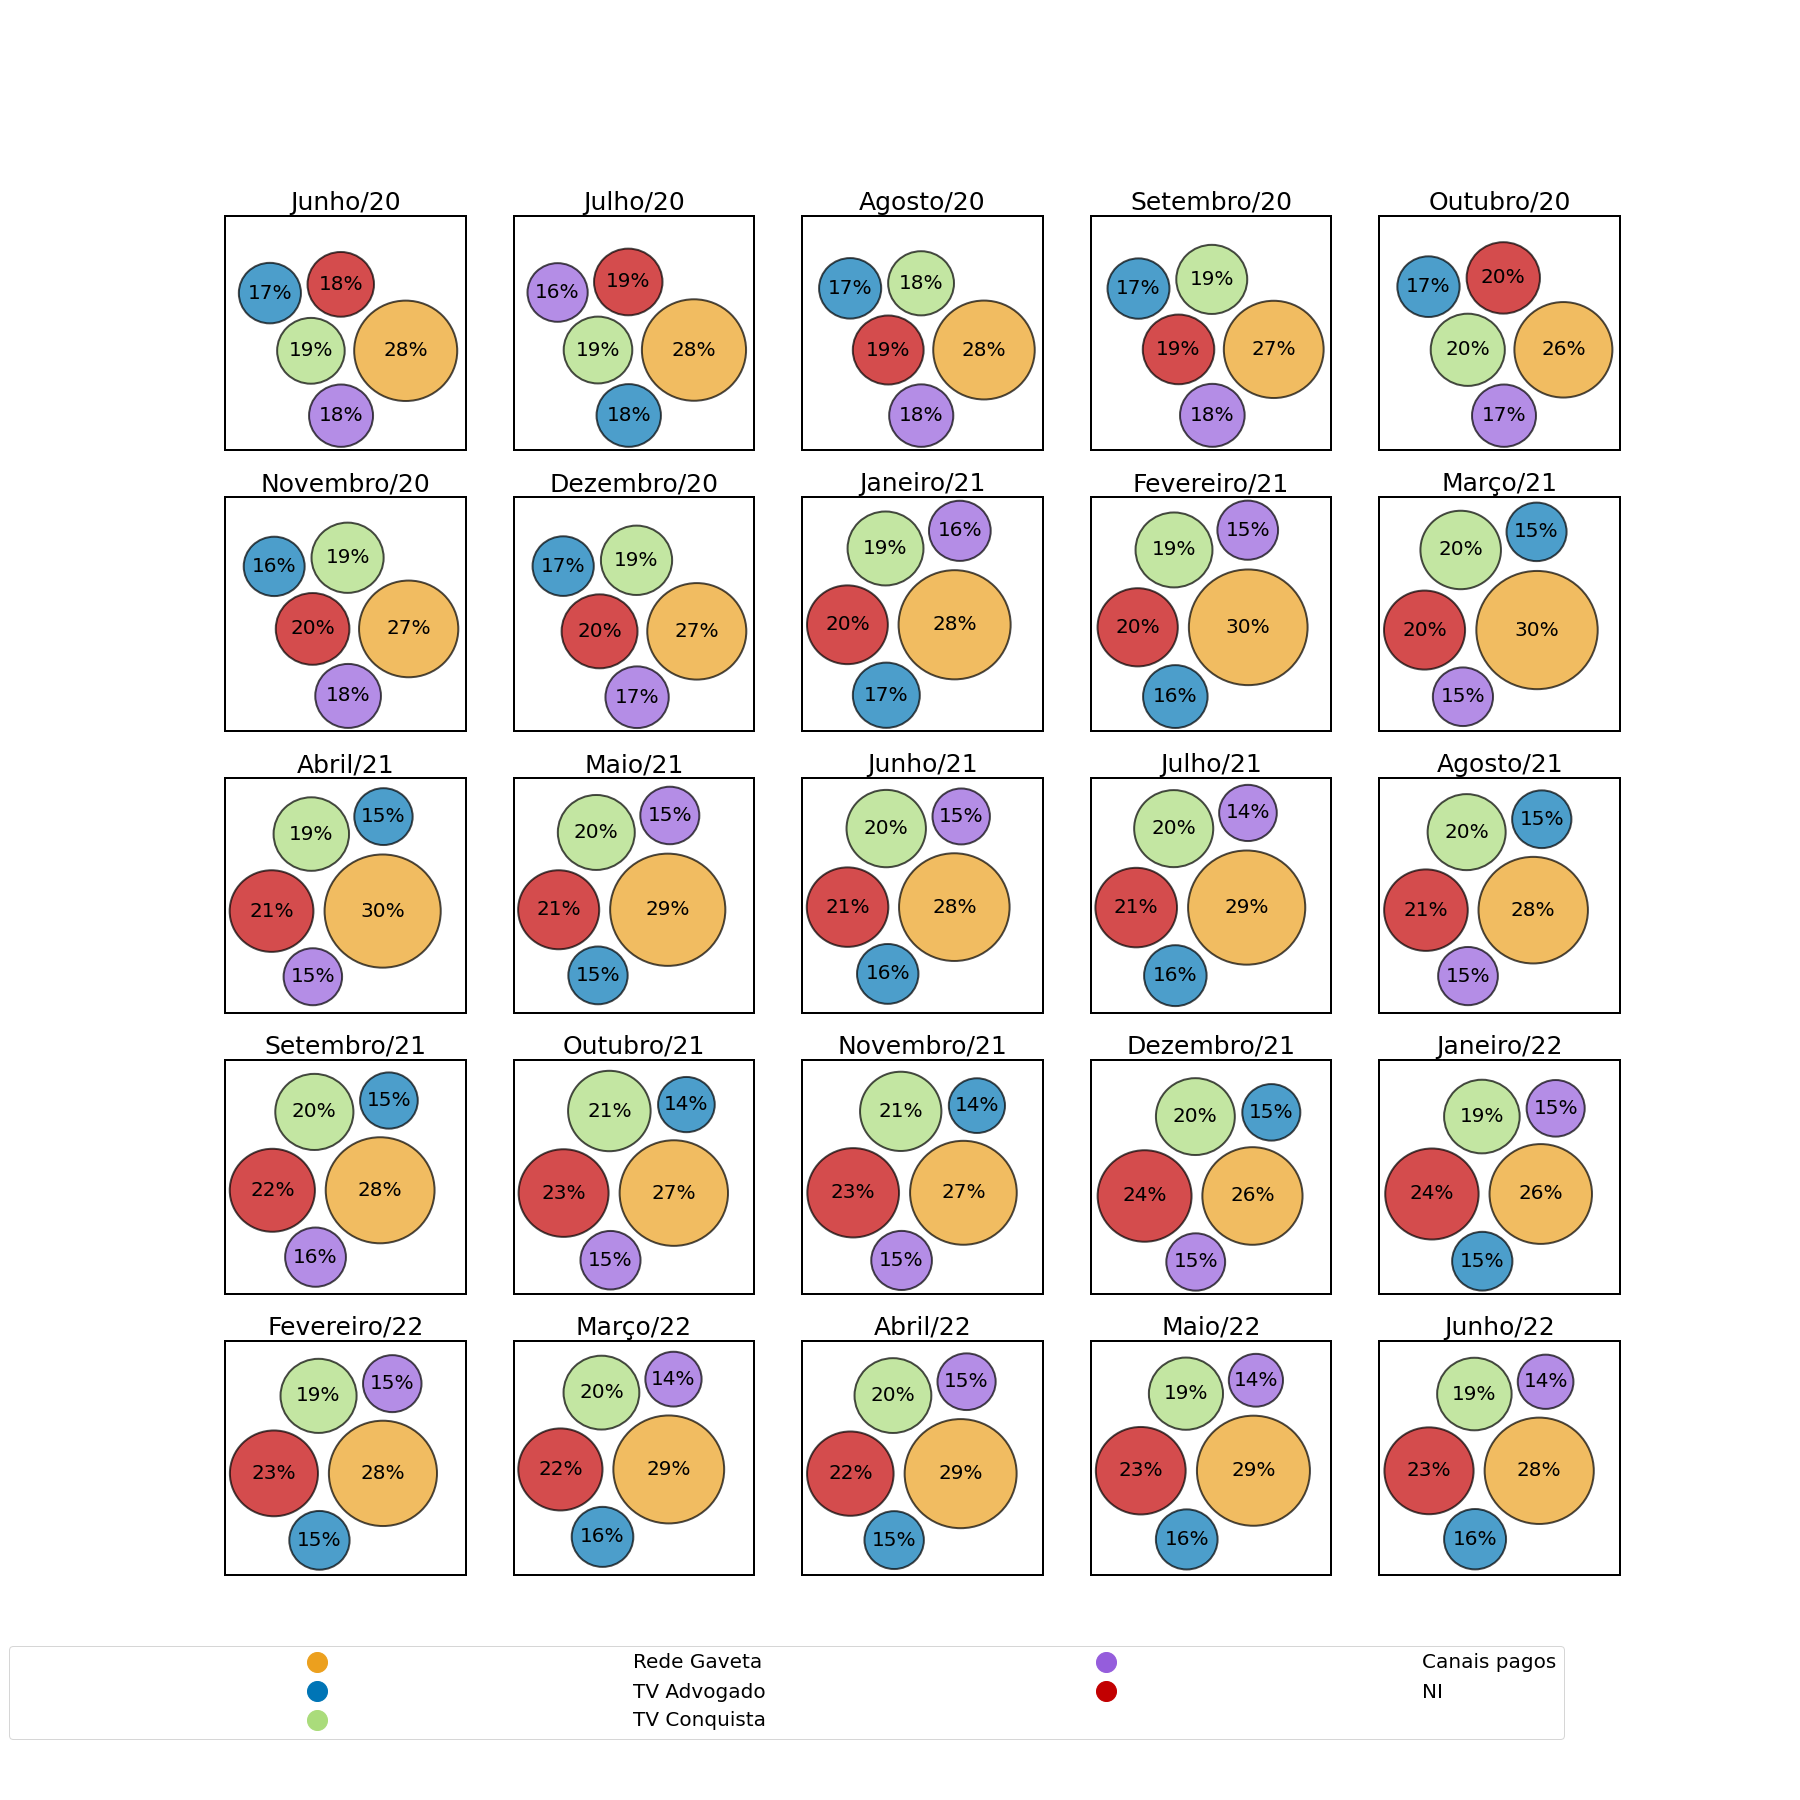 Junho/20 Julho/20 Agosto/20 Setembro/20 Outubro/20
17% 18% 19% 28% 18%
16% 19% 19% 28% 18%
17% 18% 19% 28% 18%
17% 19% 19% 27% 18%
17% 20% 20% 26% 17%
Novembro/20 Dezembro/20 Janeiro/21 Fevereiro/21 Março/21
16% 19% 20% 27% 18%
17% 19% 20% 27% 17%
19% 16% 20% 28% 17%
19% 15% 20% 30% 16%
20% 15% 20% 30% 15%
Abril/21 Maio/21 Junho/21 Julho/21 Agosto/21
19% 15% 21% 30% 15%
20% 15% 21% 29% 15%
20% 15% 21% 28% 16%
20% 14% 21% 29% 16%
20% 15% 21% 28% 15%
Setembro/21 Outubro/21 Novembro/21 Dezembro/21 Janeiro/22
20% 15% 22% 28% 16%
21% 14% 23% 27% 15%
21% 14% 23% 27% 15%
20% 15% 24% 26% 15%
19% 15% 24% 26% 15%
Fevereiro/22 Março/22 Abril/22 Maio/22 Junho/22
19% 15% 23% 28% 15%
20% 14% 22% 29% 16%
20% 15% 22% 29% 15%
19% 14% 23% 29% 16%
19% 14% 23% 28% 16%
Rede Gaveta
TV Advogado
TV Conquista
Canais pagos
NI